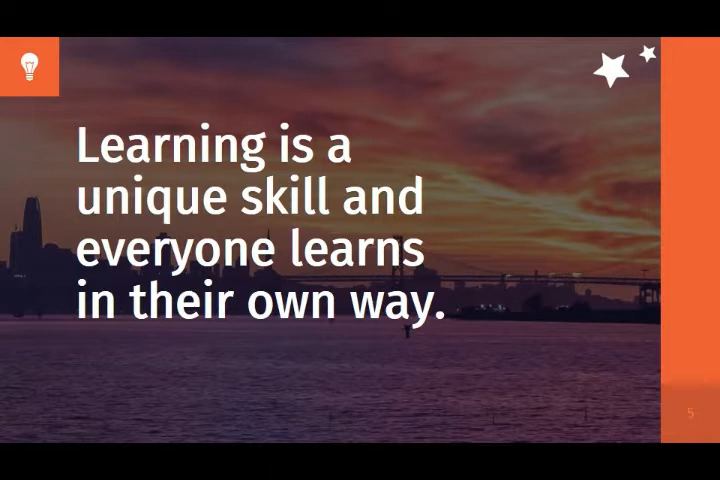 Learning is a
unique skill and
everyone learns
in their own way.
5